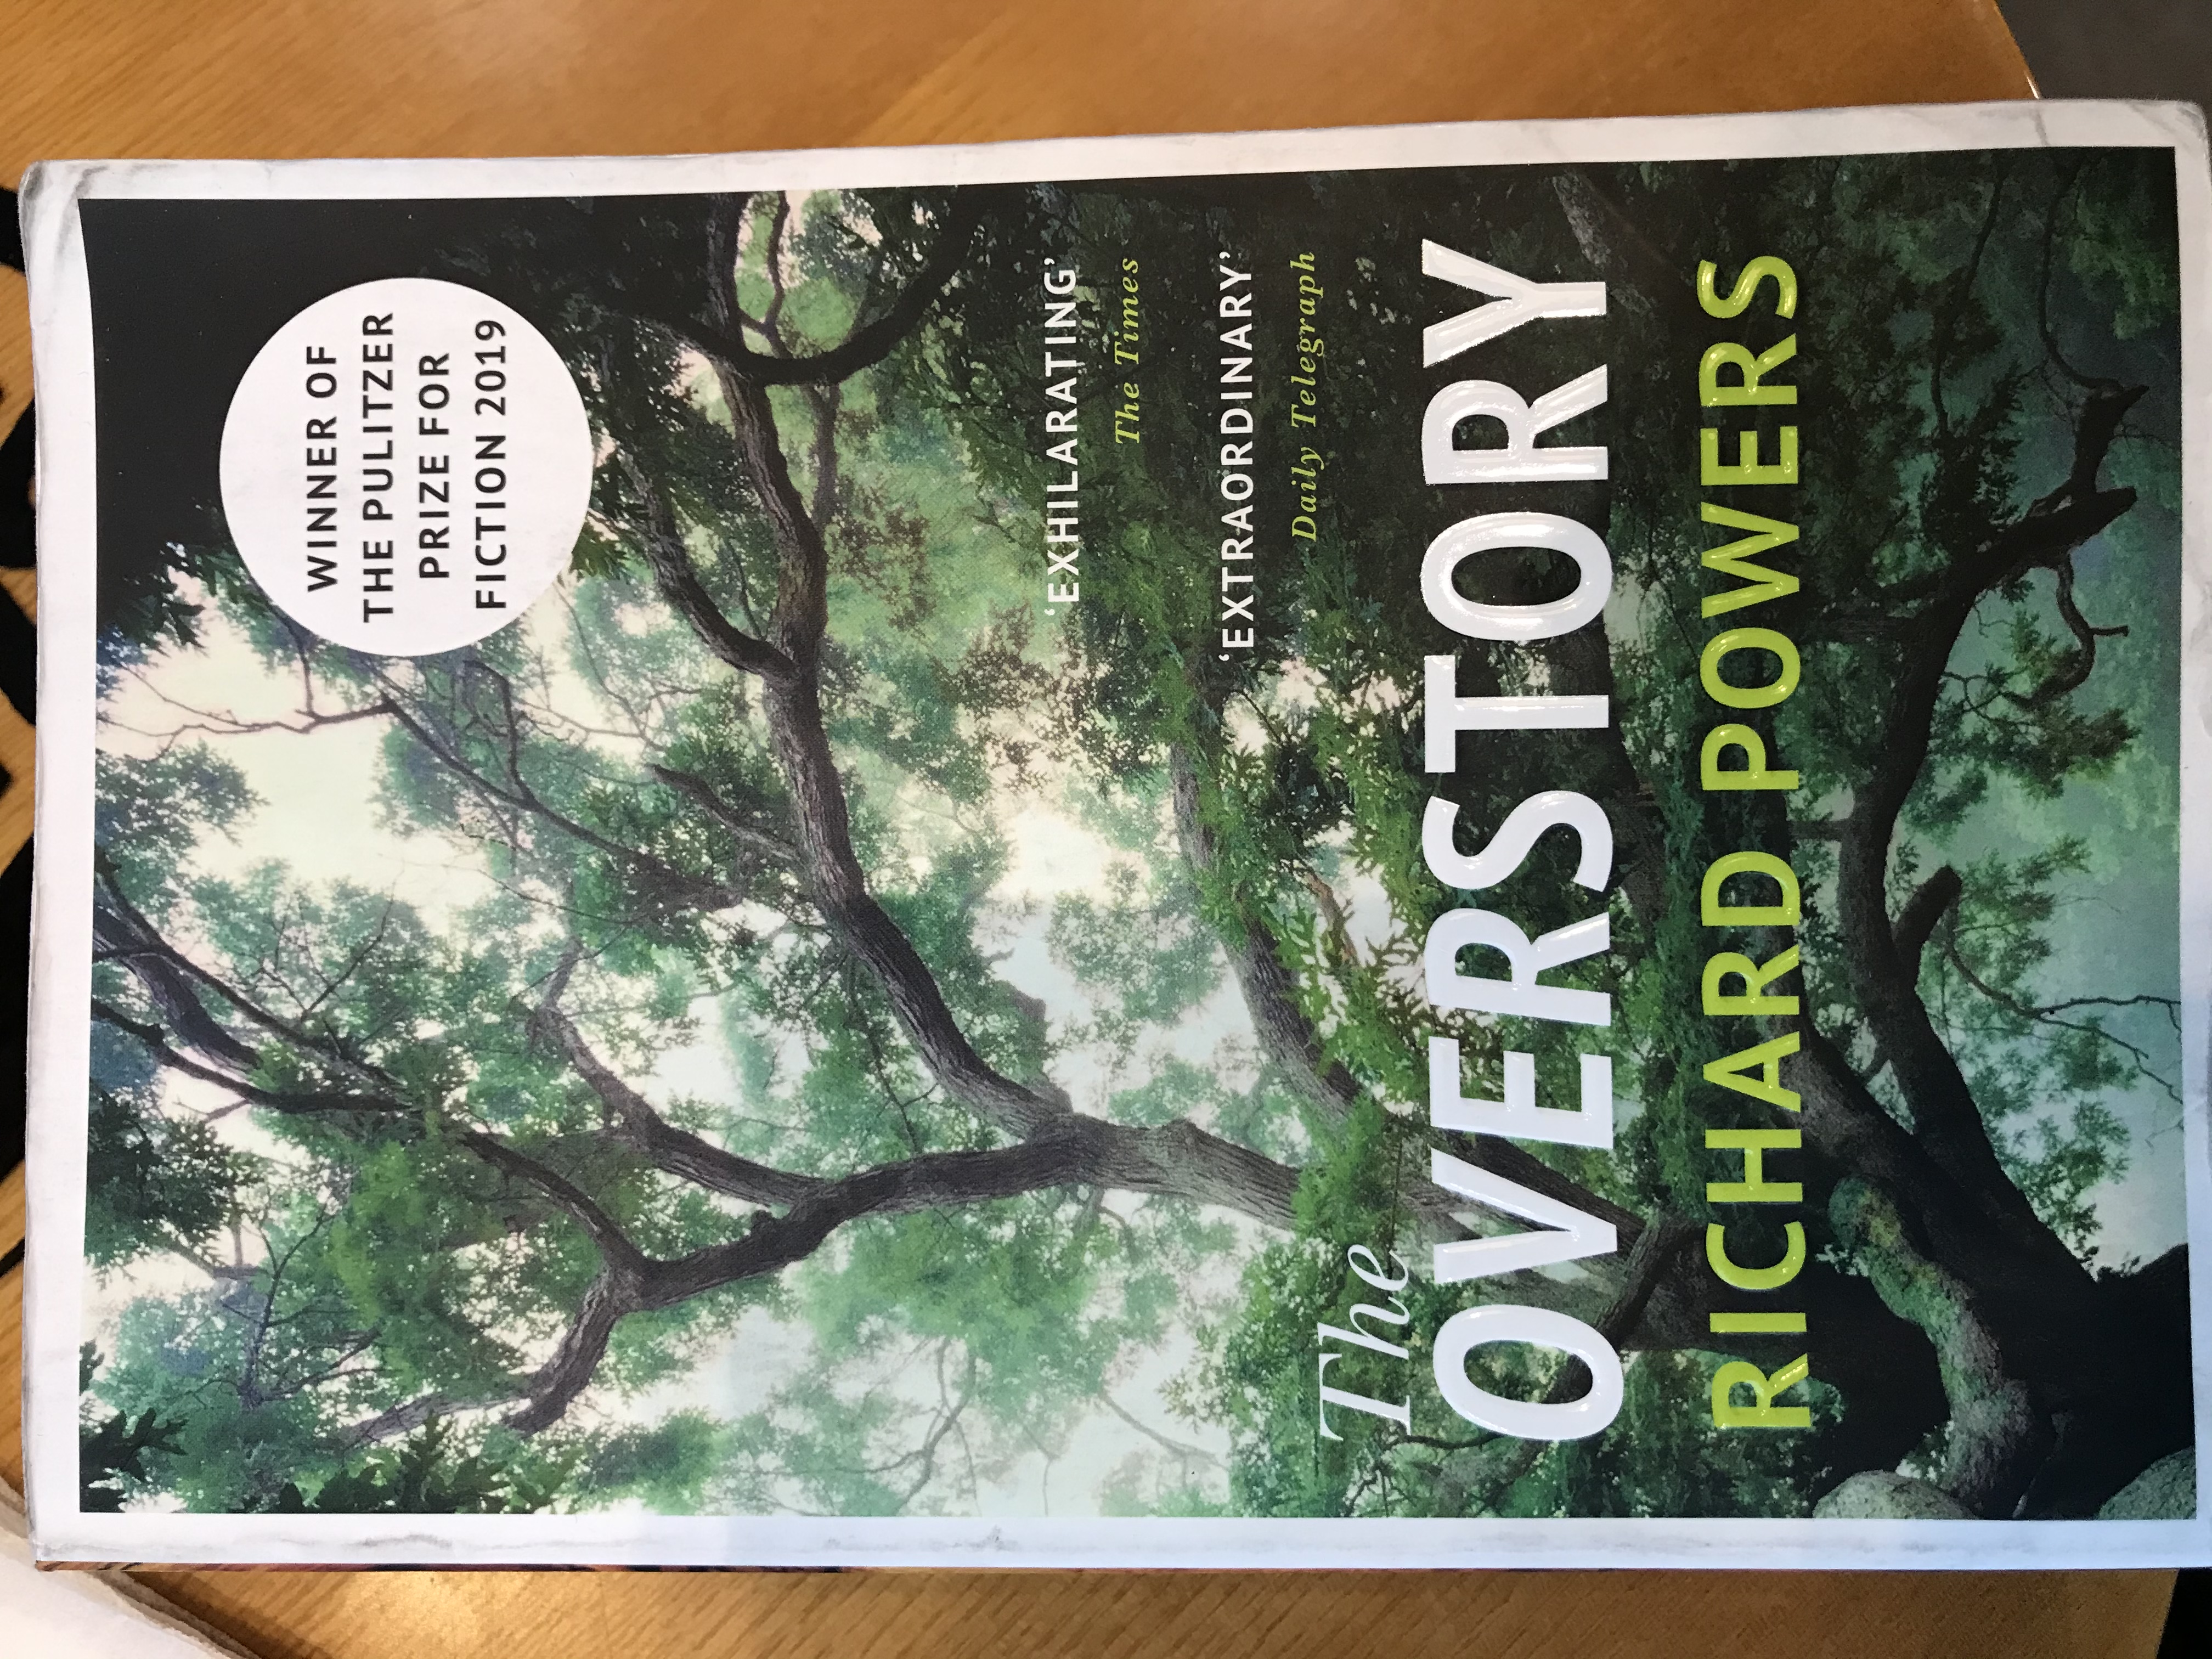 WINNER OF
THE PULITZER
PRIZE FOR
FICTION 2019
‘EXHILARATING’
The Times
‘EXTRAORDINARY’
Daily Telegraph
The
OVERSTORY
RICHARD POWERS